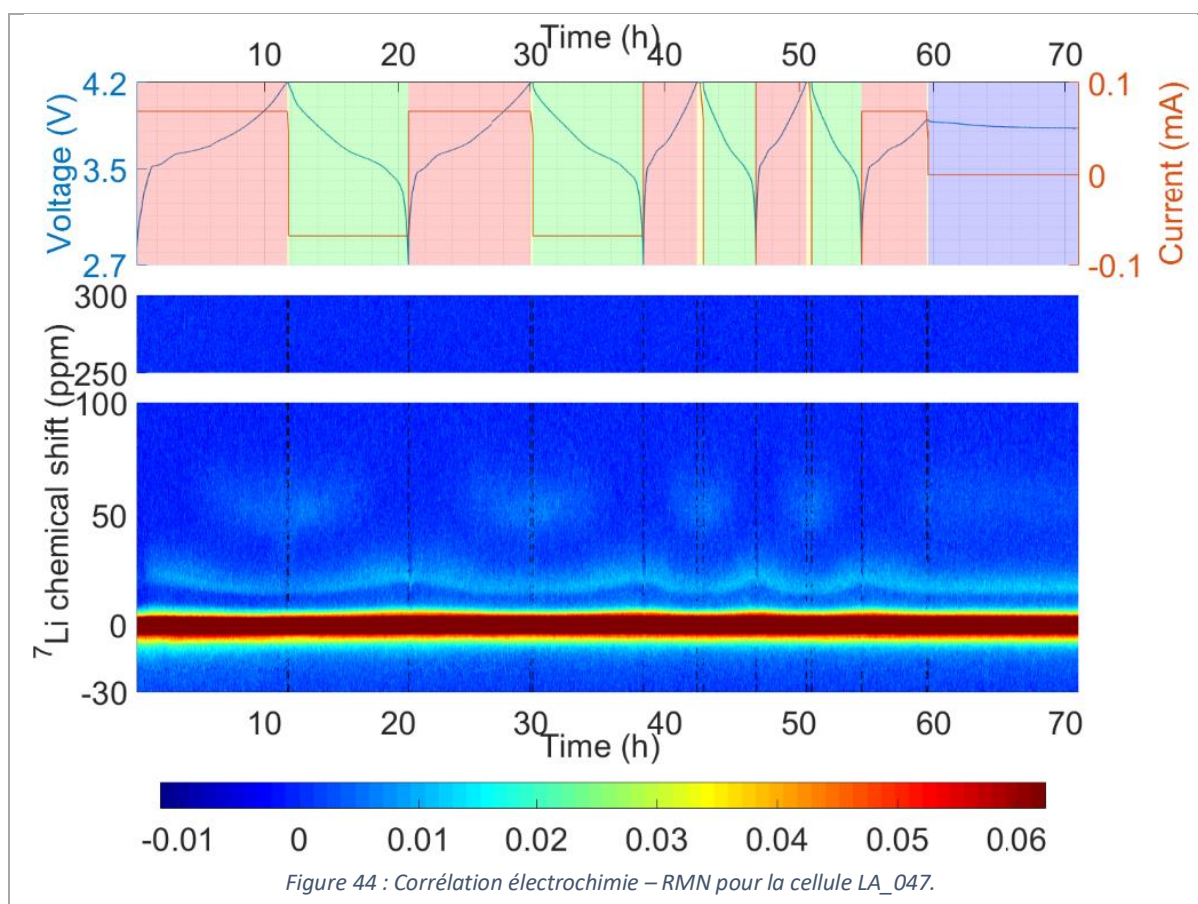 Time (h)
10 20 30 40 50 60 70
4.2
3.5
2.7
Voltage (V)
0.1
0
-0.1
Current (mA)
300
250
100
50
0
-30
7Li chemical shift (ppm)
10 20 30 40 50 60 70
Time (h)
-0.01 0 0.01 0.02 0.03 0.04 0.05 0.06
Figure 44 : Corrélation électrochimie – RMN pour la cellule LA_047.